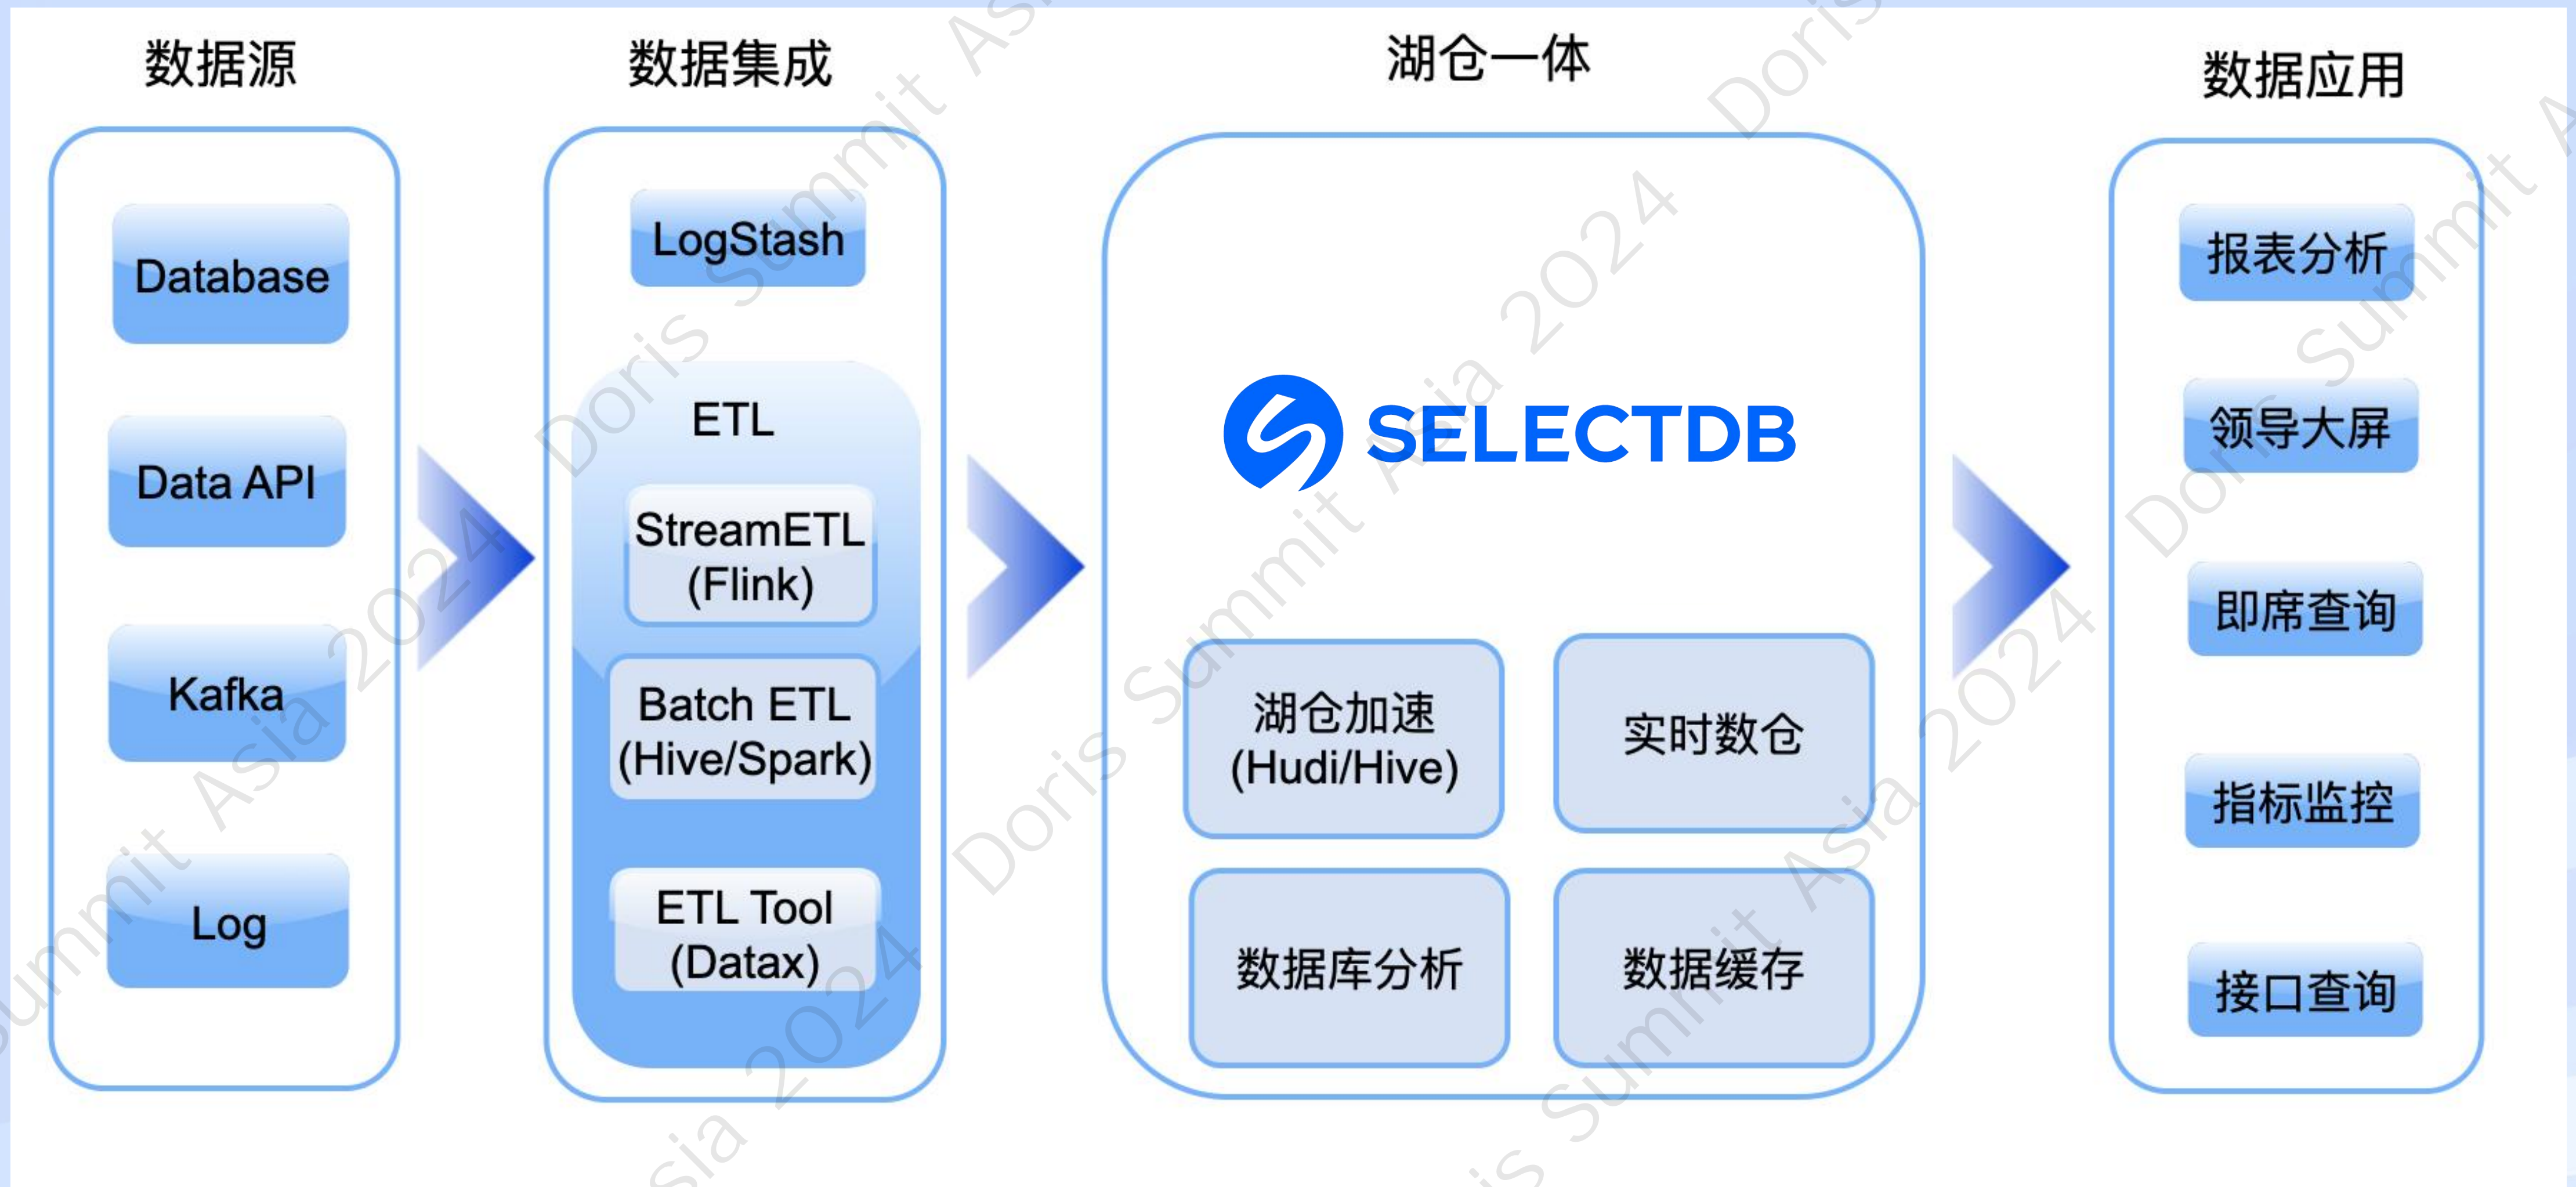 数据源
Database
Data API
Kafka
Log
数据集成
LogStash
ETL
StreamETL
(Flink)
Batch ETL
(Hive/Spark)
ETL Tool
(Datax)
湖仓一体
SELECTDB
湖仓加速
(Hudi/Hive)
实时数仓
数据库分析
数据缓存
数据应用
报表分析
领导大屏
即席查询
指标监控
接口查询
Doris Summit Asia 2024